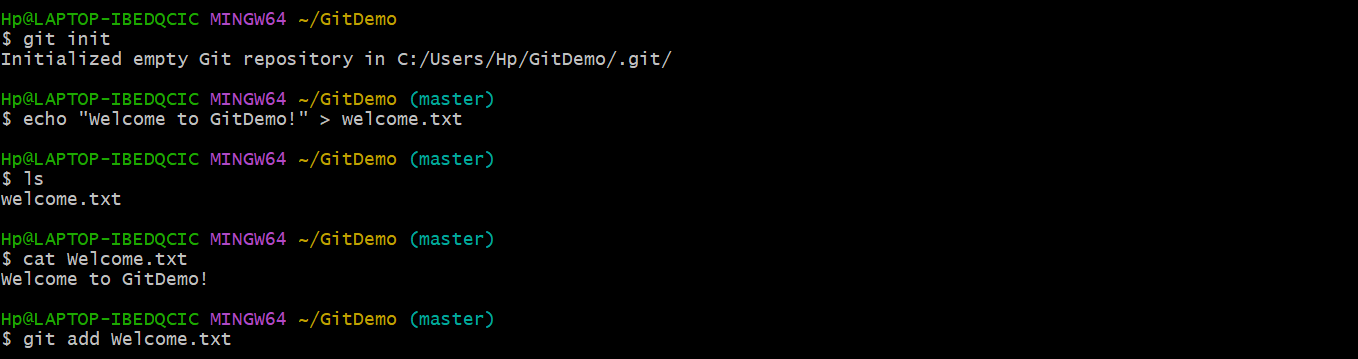 Hp@LAPTOP-IBEDQCIC MINGW64 ~/GitDemo
$ git init
Initialized empty Git repository in C:/Users/Hp/GitDemo/.git/
Hp@LAPTOP-IBEDQCIC MINGW64 ~/GitDemo (master)
$ echo "Welcome to GitDemo!" > welcome.txt
Hp@LAPTOP-IBEDQCIC MINGW64 ~/GitDemo (master)
$ ls
welcome.txt
Hp@LAPTOP-IBEDQCIC MINGW64 ~/GitDemo (master)
$ cat Welcome.txt
Welcome to GitDemo!
Hp@LAPTOP-IBEDQCIC MINGW64 ~/GitDemo (master)
$ git add Welcome.txt